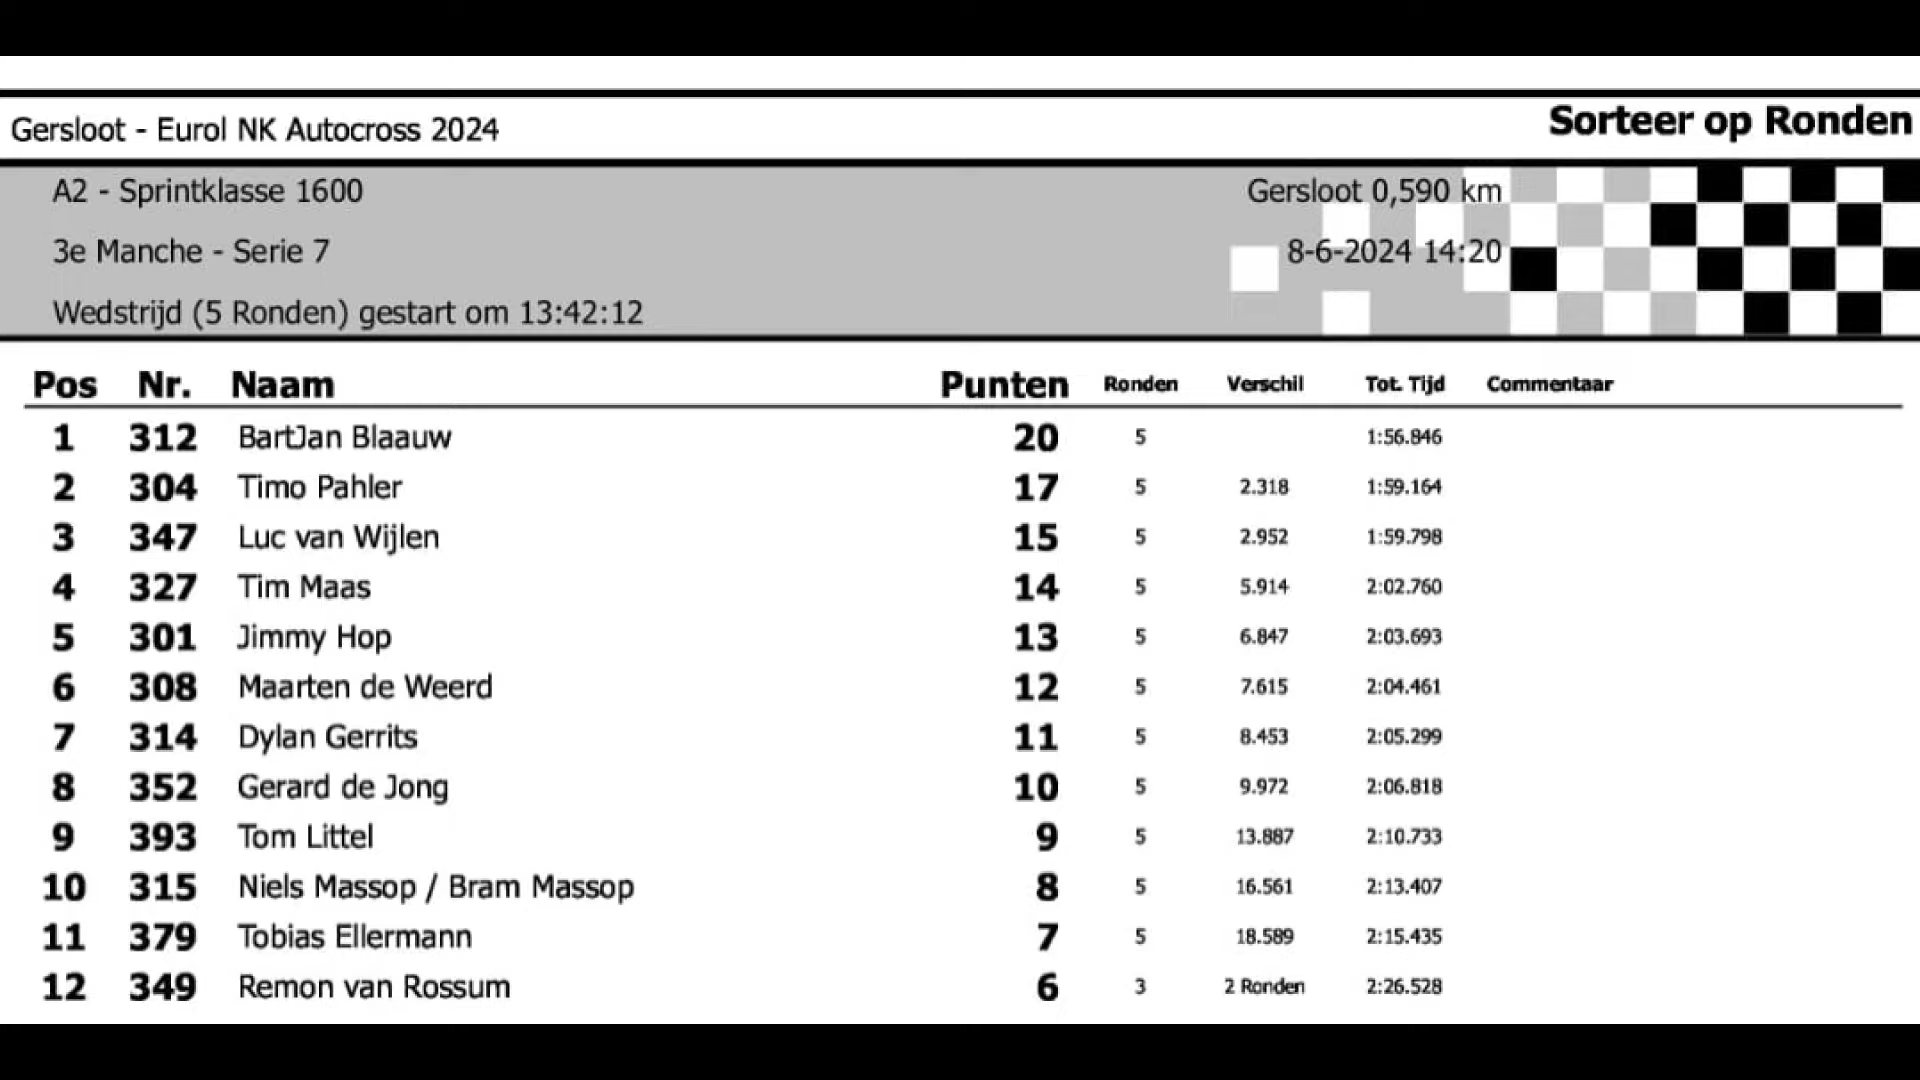 Gersloot - Eurol NK Autocross 2024 Sorteer op Ronden
A2 - Sprintklasse 1600 Gersloot 0,590 km
3e Manche - Serie 7 8-6-2024 14:20
Wedstrijd (5 Ronden) gestart om 13:42:12
Pos Nr. Naam Punten Ronden Verschil Tot. Tijd Commentaar
1 312 BartJan Blaauw 20 5 1:56.846
2 304 Timo Pahler 17 5 2.318 1:59.164
3 347 Luc van Wijlen 15 5 2.952 1:59.798
4 327 Tim Maas 14 5 5.914 2:02.760
5 301 Jimmy Hop 13 5 6.847 2:03.693
6 308 Maarten de Weerd 12 5 7.615 2:04.461
7 314 Dylan Gerrits 11 5 8.453 2:05.299
8 352 Gerard de Jong 10 5 9.972 2:06.818
9 393 Tom Littel 9 5 13.887 2:10.733
10 315 Niels Massop / Bram Massop 8 5 16.561 2:13.407
11 379 Tobias Ellermann 7 5 18.589 2:15.435
12 349 Remon van Rossum 6 3 2 Ronden 2:26.528